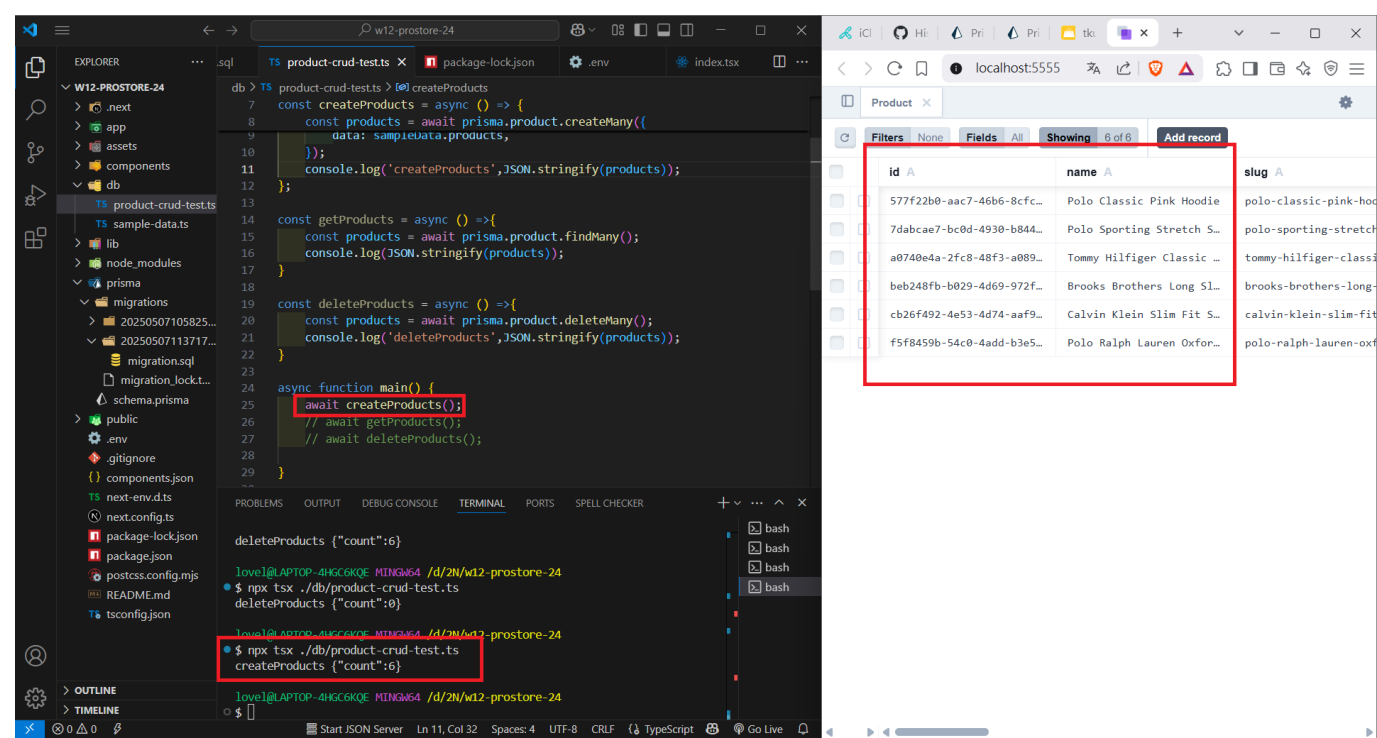 w12-prostore-24
EXPLORER
W12-PROSTORE-24
.next
app
assets
components
db
product-crud-test.ts
sample-data.ts
lib
node_modules
prisma
migrations
20250507105825...
20250507113717...
migration.sql
migration_lock.t...
schema.prisma
public
.env
.gitignore
components.json
next-env.d.ts
next.config.ts
package-lock.json
package.json
postcss.config.mjs
README.md
tsconfig.json
OUTLINE
TIMELINE
.sql TS product-crud-test.ts package-lock.json .env index.tsx
db > TS product-crud-test.ts > createProducts
7 const createProducts = async () => {
8 const products = await prisma.product.createMany({
9 data: sampleData.products,
10 });
11 console.log('createProducts',JSON.stringify(products));
12 };
13
14 const getProducts = async () =>{
15 const products = await prisma.product.findMany();
16 console.log(JSON.stringify(products));
17 }
18
19 const deleteProducts = async () =>{
20 const products = await prisma.product.deleteMany();
21 console.log('deleteProducts',JSON.stringify(products));
22 }
23
24 async function main() {
25 await createProducts();
26 // await getProducts();
27 // await deleteProducts();
28
29 }
PROBLEMS OUTPUT DEBUG CONSOLE TERMINAL PORTS SPELL CHECKER
deleteProducts {"count":6}
lovel@LAPTOP-4HGC6KQE MINGW64 /d/2N/w12-prostore-24
$ npx tsx ./db/product-crud-test.ts
deleteProducts {"count":0}
lovel@LAPTOP-4HGC6KQE MINGW64 /d/2N/w12-prostore-24
$ npx tsx ./db/product-crud-test.ts
createProducts {"count":6}
lovel@LAPTOP-4HGC6KQE MINGW64 /d/2N/w12-prostore-24
$
bash
bash
bash
bash
0 0 Start JSON Server Ln 11, Col 32 Spaces: 4 UTF-8 CRLF TypeScript Go Live
iCl Hi Pri Pri tk
localhost:5555
Product
Filters None Fields All Showing 6 of 6 Add record
id A name A slug A
577f22b0-aac7-46b6-8cfc… Polo Classic Pink Hoodie polo-classic-pink-hoo
7dabcae7-bc0d-4930-b844… Polo Sporting Stretch S… polo-sporting-stretch
a0740e4a-2fc8-48f3-a089… Tommy Hilfiger Classic … tommy-hilfiger-classi
beb248fb-b029-4d69-972f… Brooks Brothers Long Sl… brooks-brothers-long-
cb26f492-4e53-4d74-aaf9… Calvin Klein Slim Fit S… calvin-klein-slim-fit
f5f8459b-54c0-4add-b3e5… Polo Ralph Lauren Oxfor… polo-ralph-lauren-oxf